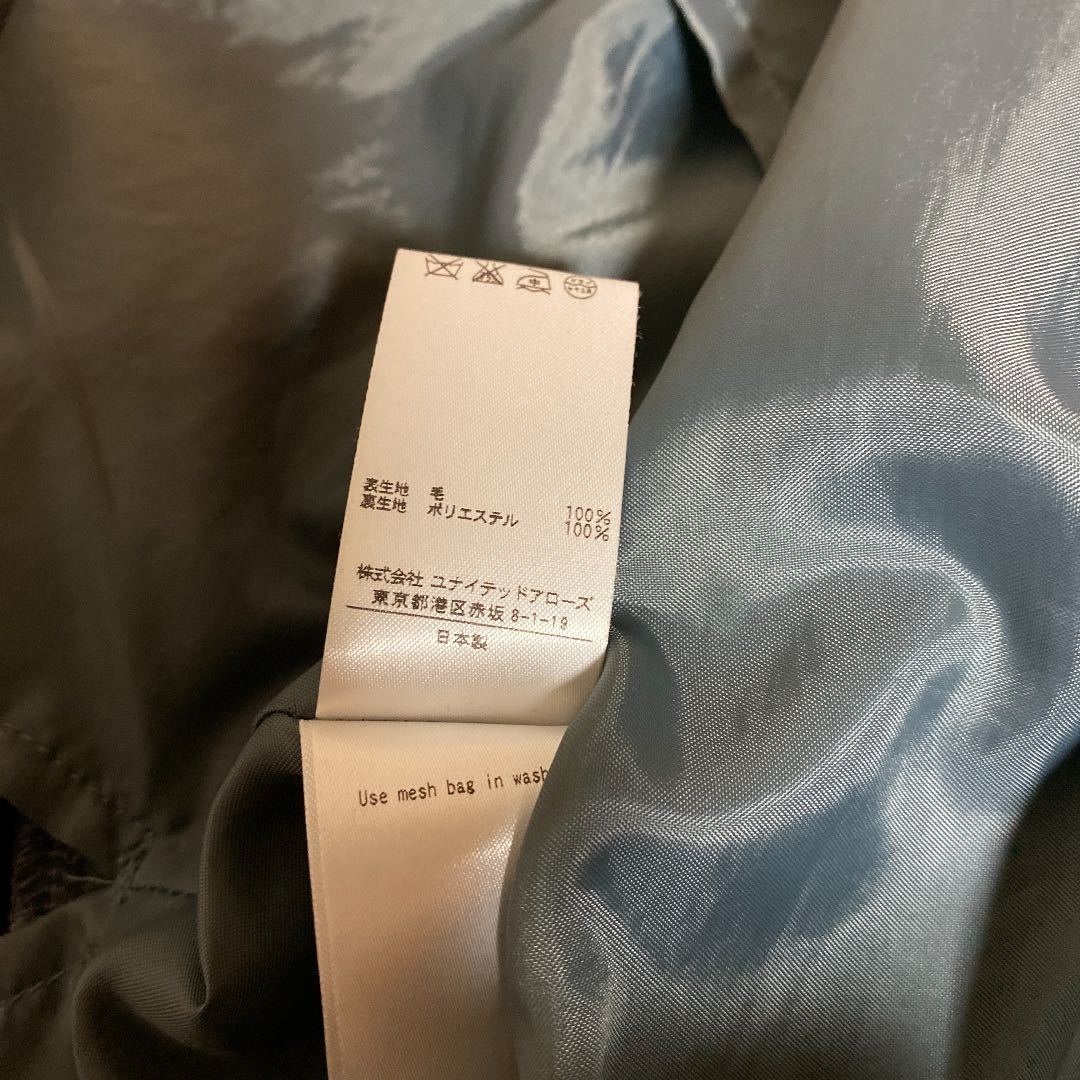 中
表生地 毛 100%
裏生地 ポリエステル 100%
株式会社 ユナイテッドアローズ
東京都港区赤坂 8-1-19
日本製
Use mesh bag in wash